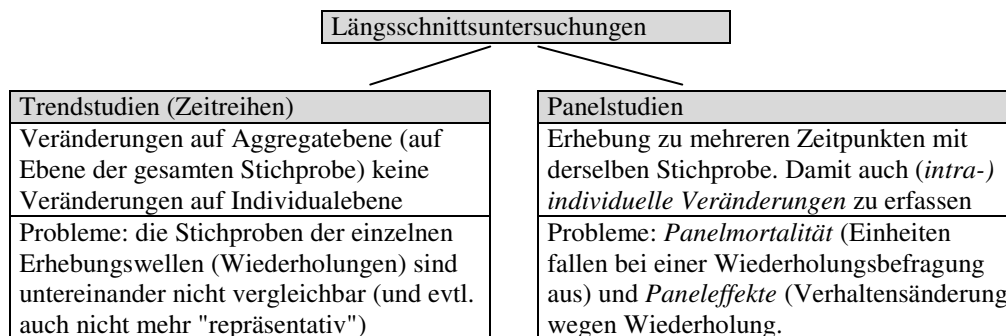 Längsschnittsuntersuchungen
Trendstudien (Zeitreihen)
Veränderungen auf Aggregatebene (auf
Ebene der gesamten Stichprobe) keine
Veränderungen auf Individualebene
Probleme: die Stichproben der einzelnen
Erhebungswellen (Wiederholungen) sind
untereinander nicht vergleichbar (und evtl.
auch nicht mehr "repräsentativ")
Panelstudien
Erhebung zu mehreren Zeitpunkten mit
derselben Stichprobe. Damit auch (intra-)
individuelle Veränderungen zu erfassen
Probleme: Panelmortalität (Einheiten
fallen bei einer Wiederholungsbefragung
aus) und Paneleffekte (Verhaltensänderung
wegen Wiederholung.